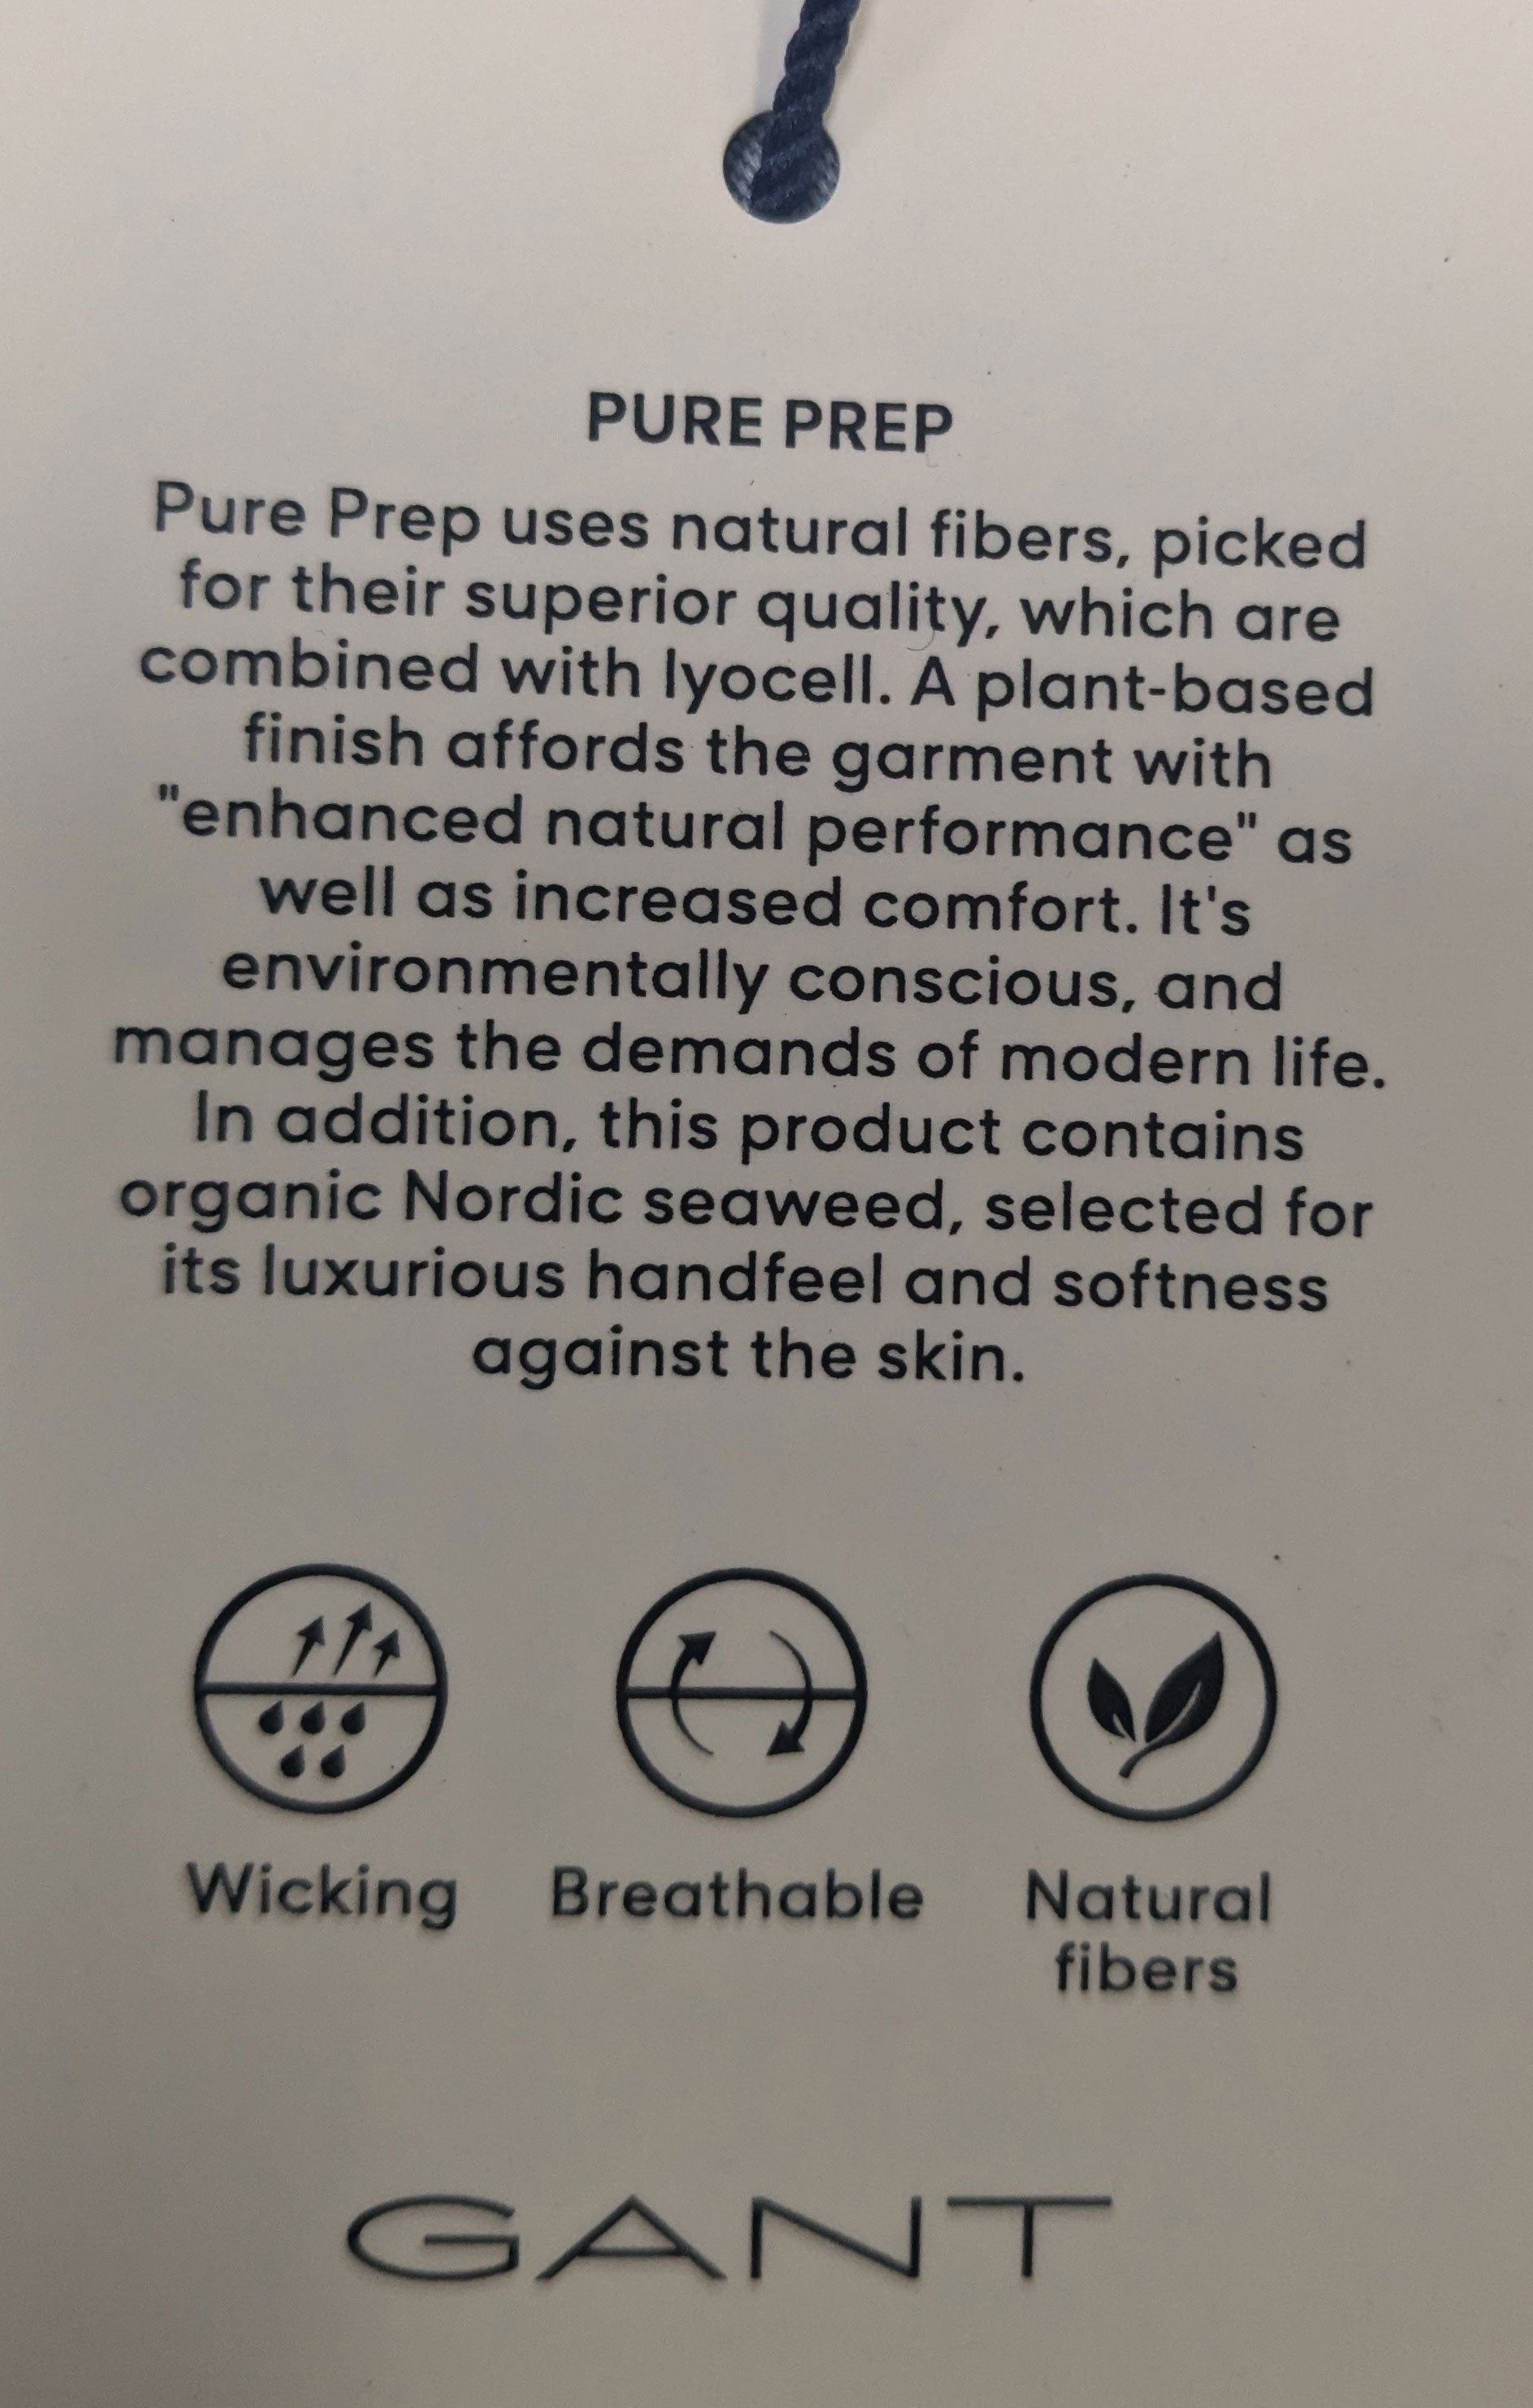 PURE PREP
Pure Prep uses natural fibers, picked
for their superior quality, which are
combined with lyocell. A plant-based
finish affords the garment with
"enhanced natural performance" as
well as increased comfort. It's
environmentally conscious, and
manages the demands of modern life.
In addition, this product contains
organic Nordic seaweed, selected for
its luxurious handfeel and softness
against the skin.
Wicking
Breathable
Natural
fibers
GANT